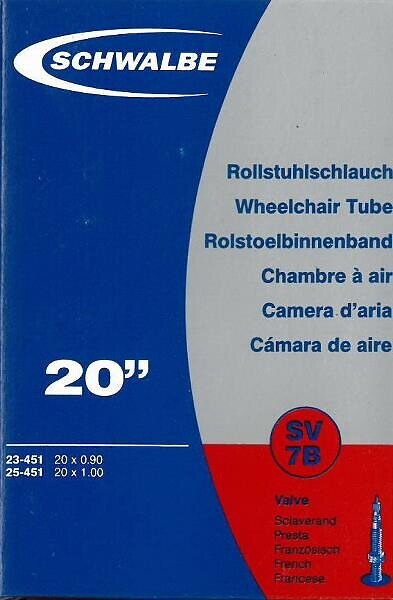 SCHWALBE
Rollstuhlschlauch
Wheelchair Tube
Rolstoelbinnenband
Chambre à air
Camera d'aria
Cámara de aire
20"
23-451 20 x 0.90
25-451 20 x 1.00
SV
7B
Valve
Sclaverand
Presta
Französisch
French
Francese